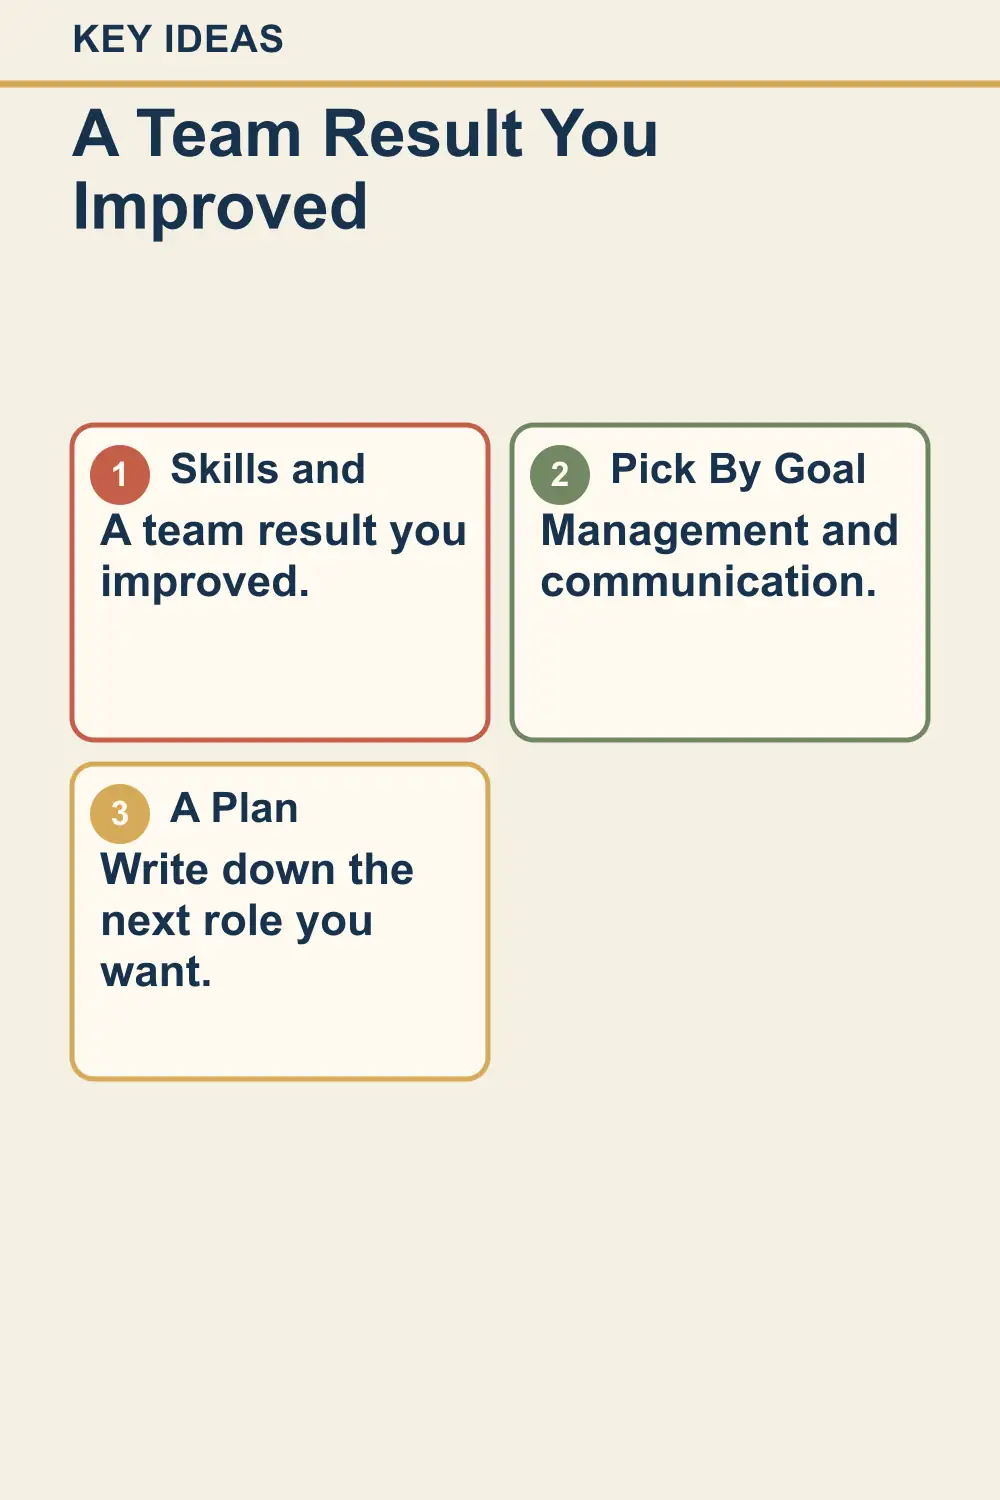 KEY IDEAS
A Team Result You
Improved
1 Skills and
A team result you
improved.
2 Pick By Goal
Management and
communication.
3 A Plan
Write down the
next role you
want.